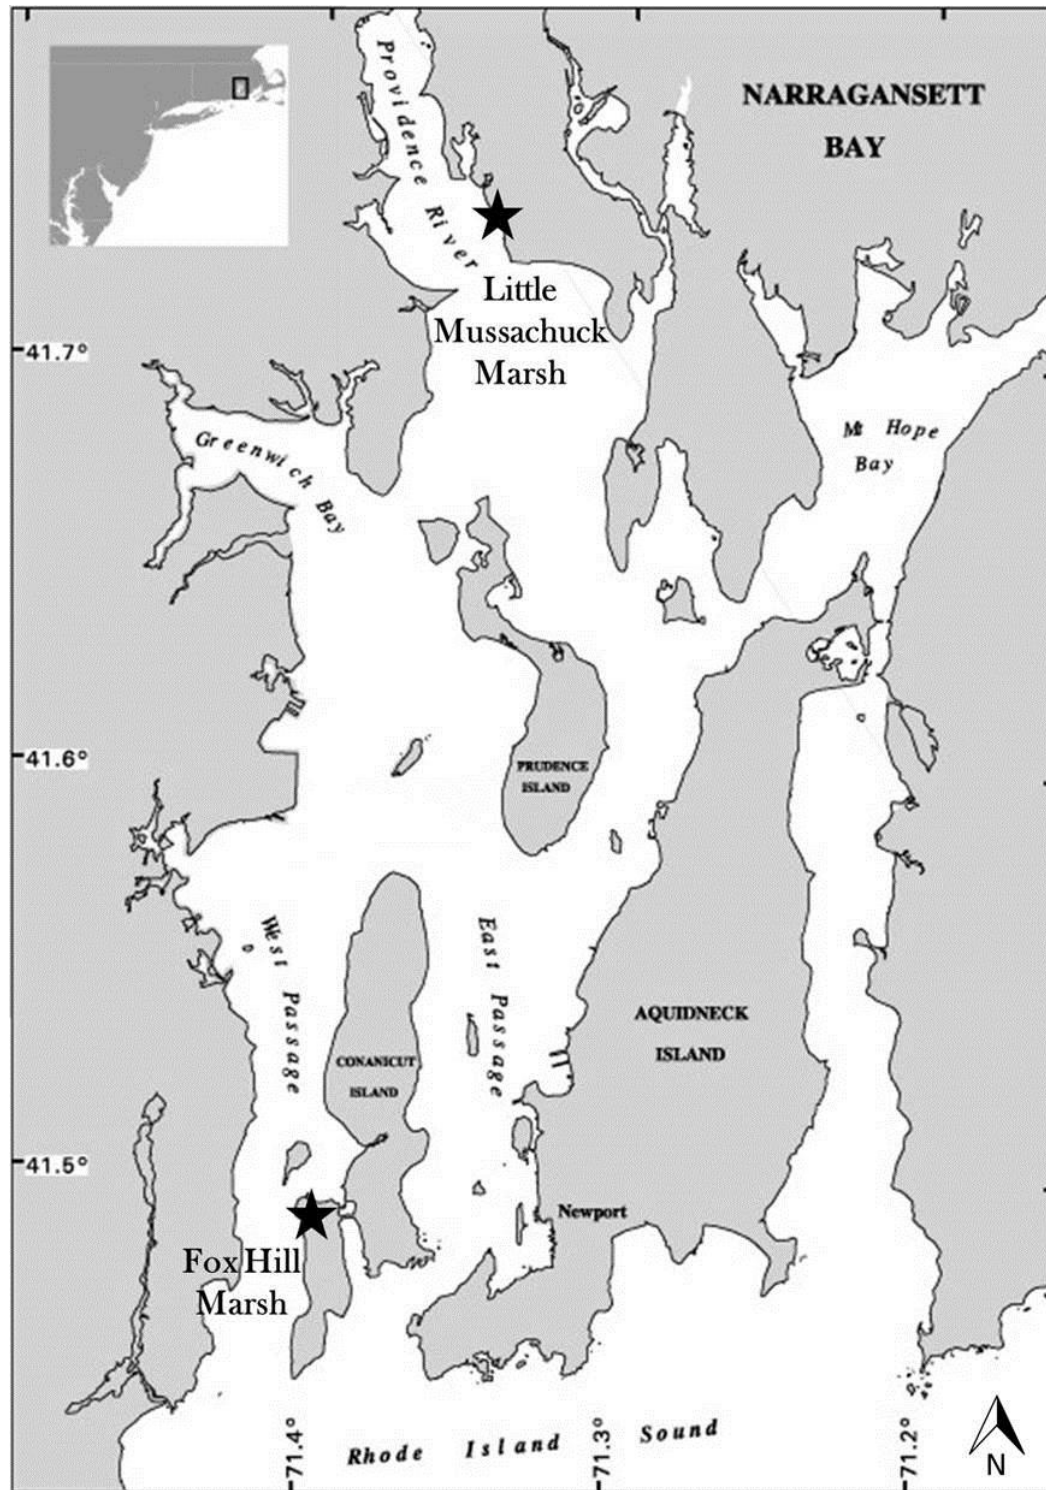 NARRAGANSETT
BAY
Providence River
Little
Mussachuck
Marsh
41.7°
Greenwich Bay
Mt Hope
Bay
41.6°
PRUDENCE
ISLAND
West Passage
East Passage
CONANICUT
ISLAND
AQUIDNECK
ISLAND
41.5°
Newport
Fox Hill
Marsh
Rhode Island Sound
71.4°
71.3°
71.2°
N